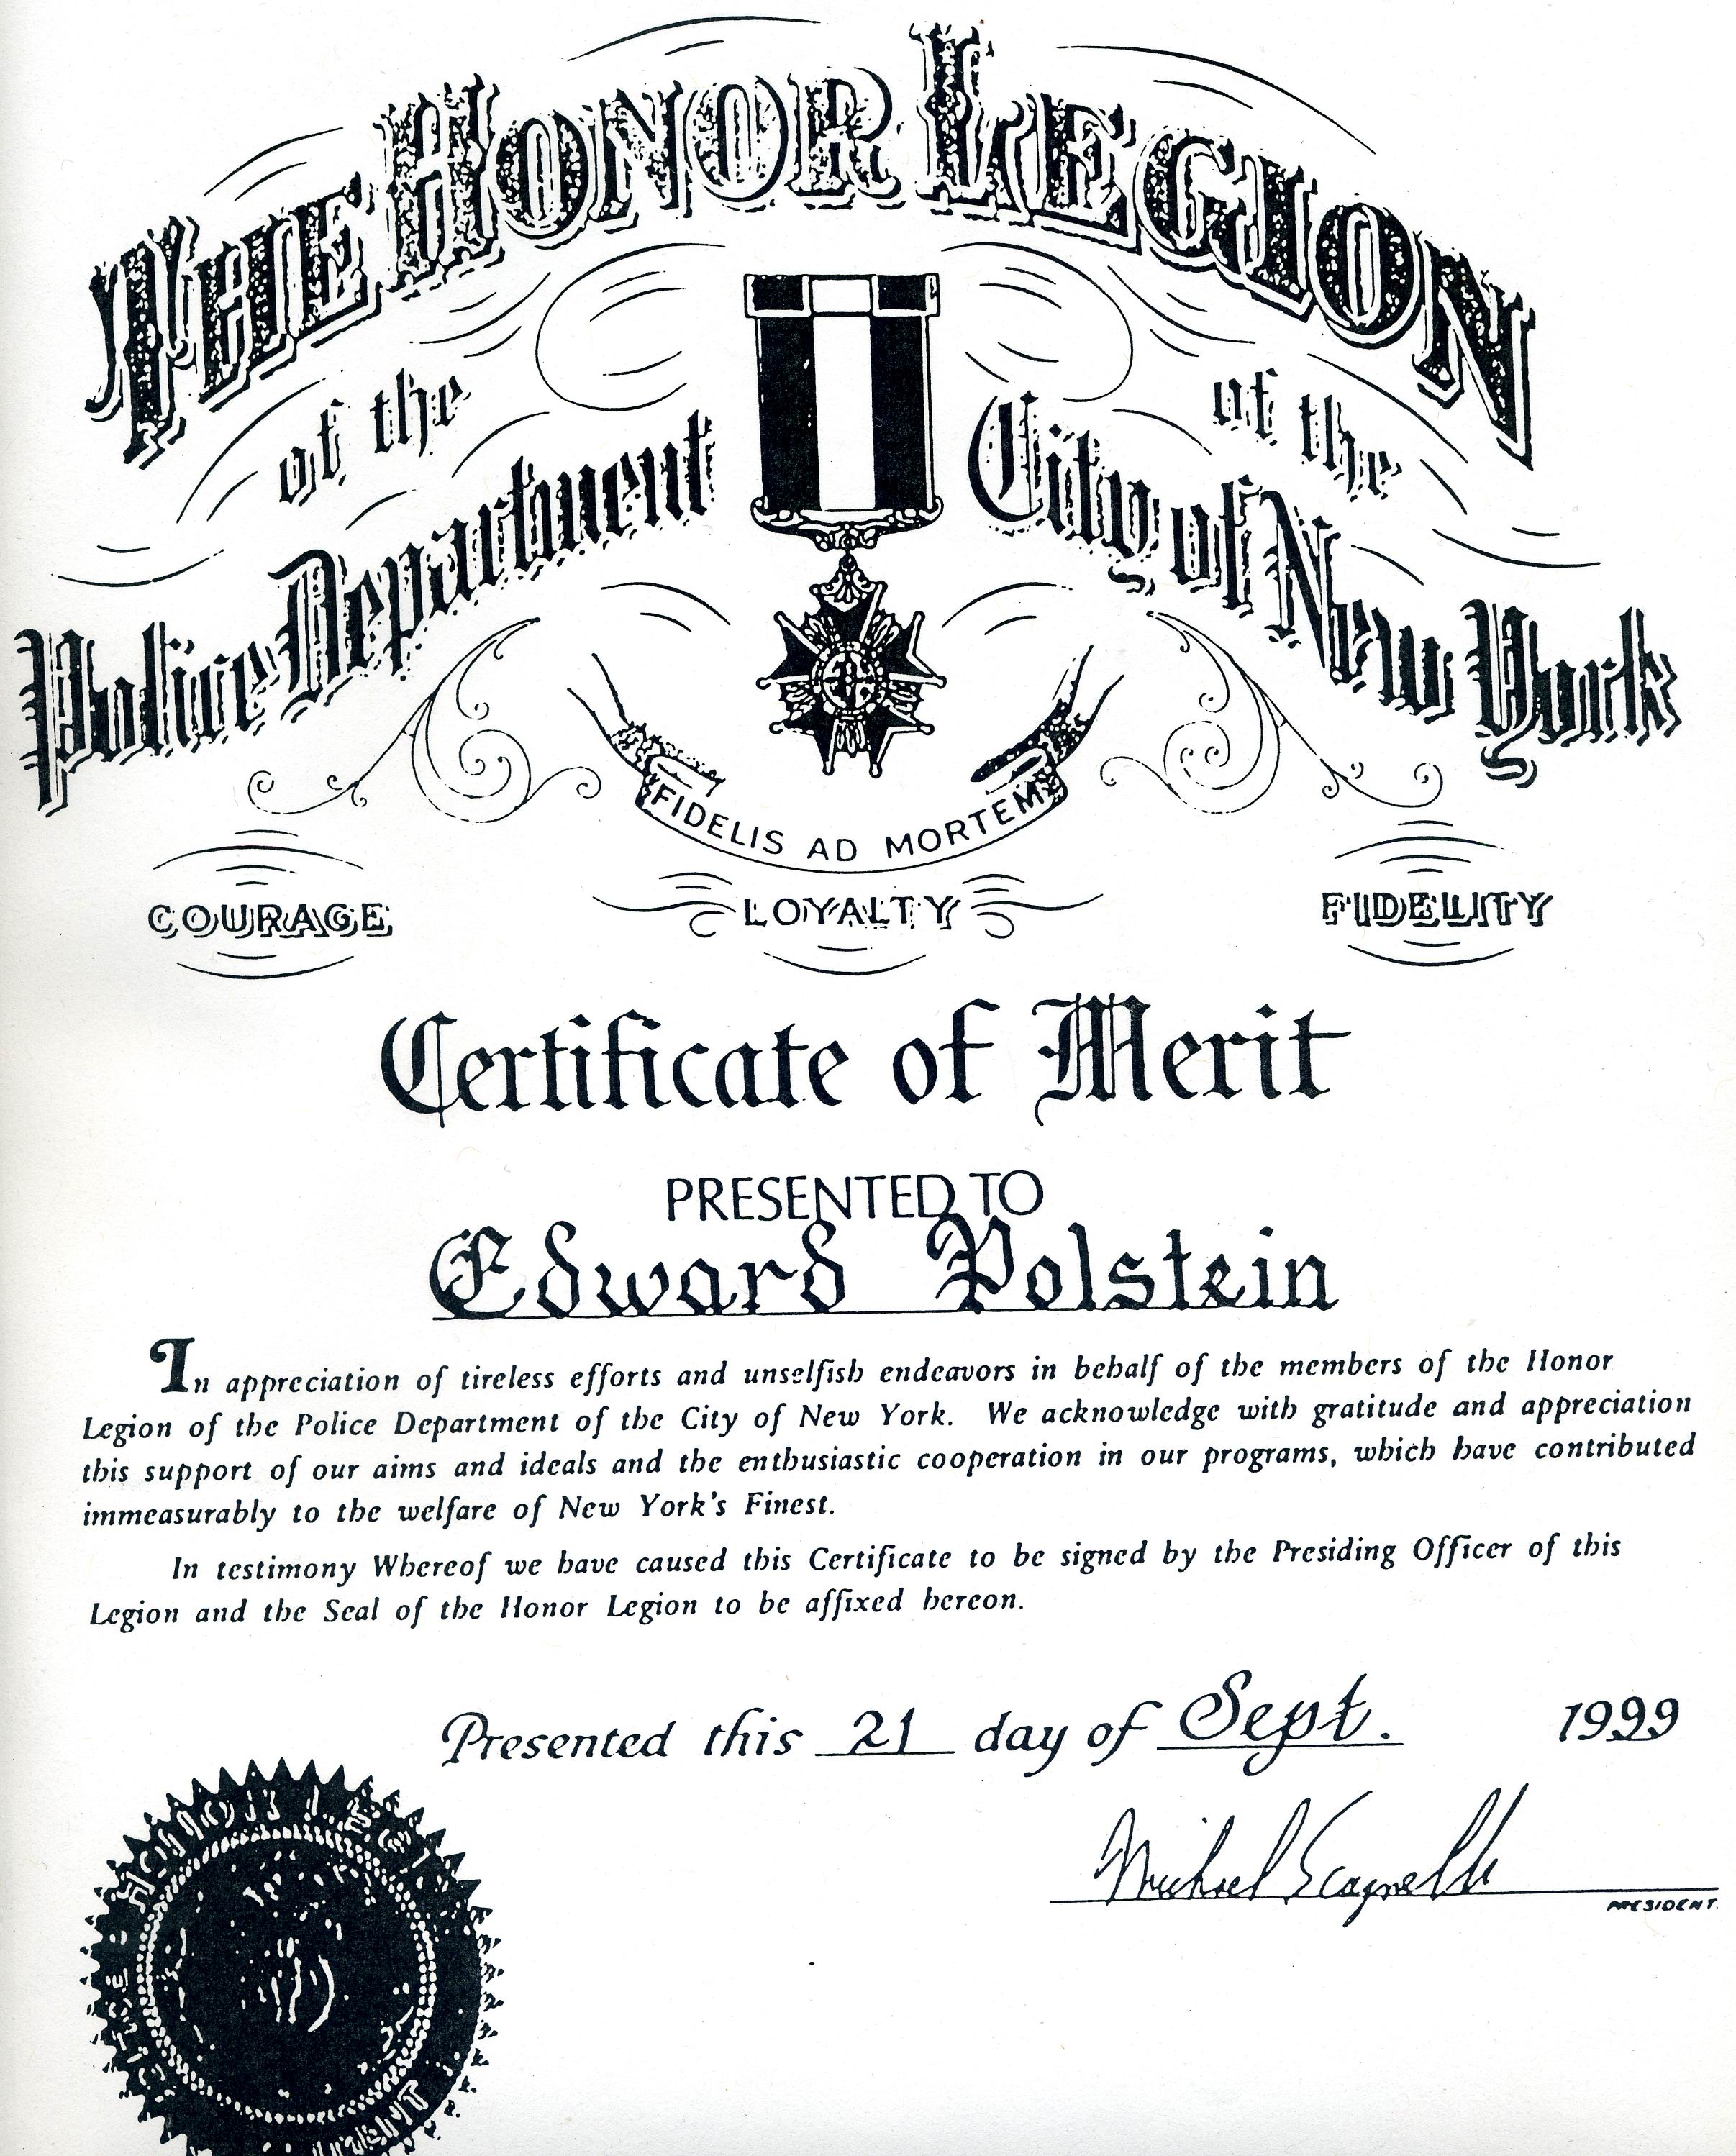 THE HONOR LEGION
of the
Police Department
of the
City of New York
FIDELIS AD MORTEM
COURAGE LOYALTY FIDELITY
Certificate of Merit
PRESENTED TO
Edward Polstein
In appreciation of tireless efforts and unselfish endeavors in behalf of the members of the Honor
Legion of the Police Department of the City of New York. We acknowledge with gratitude and appreciation
this support of our aims and ideals and the enthusiastic cooperation in our programs, which have contributed
immeasurably to the welfare of New York's Finest.
In testimony Whereof we have caused this Certificate to be signed by the Presiding Officer of this
Legion and the Seal of the Honor Legion to be affixed hereon.
Presented this 21 day of Sept. 1999
Michael Scagnelli
PRESIDENT.
HONOR LEGION